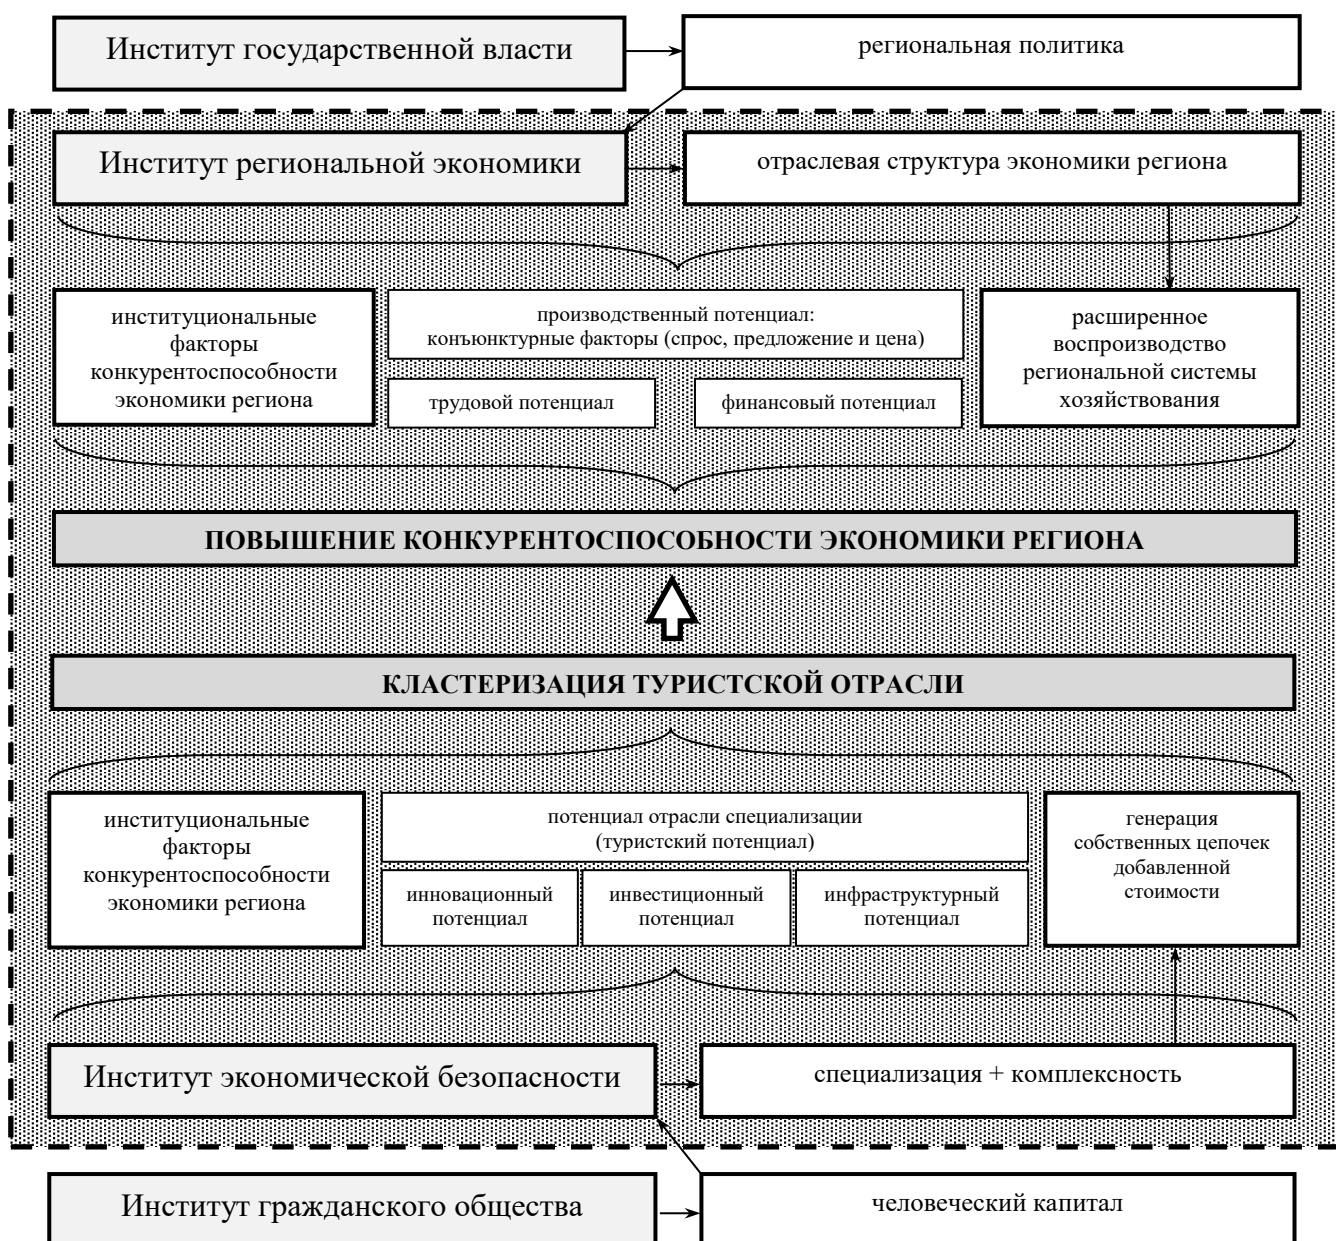 Институт государственной власти
региональная политика
Институт региональной экономики
отраслевая структура экономики региона
институциональные
факторы
конкурентоспособности
экономики региона
производственный потенциал:
конъюнктурные факторы (спрос, предложение и цена)
трудовой потенциал
финансовый потенциал
расширенное
воспроизводство
региональной системы
хозяйствования
ПОВЫШЕНИЕ КОНКУРЕНТОСПОСОБНОСТИ ЭКОНОМИКИ РЕГИОНА
КЛАСТЕРИЗАЦИЯ ТУРИСТСКОЙ ОТРАСЛИ
институциональные
факторы
конкурентоспособности
экономики региона
потенциал отрасли специализации
(туристский потенциал)
инновационный
потенциал
инвестиционный
потенциал
инфраструктурный
потенциал
генерация
собственных цепочек
добавленной
стоимости
Институт экономической безопасности
специализация + комплексность
Институт гражданского общества
человеческий капитал